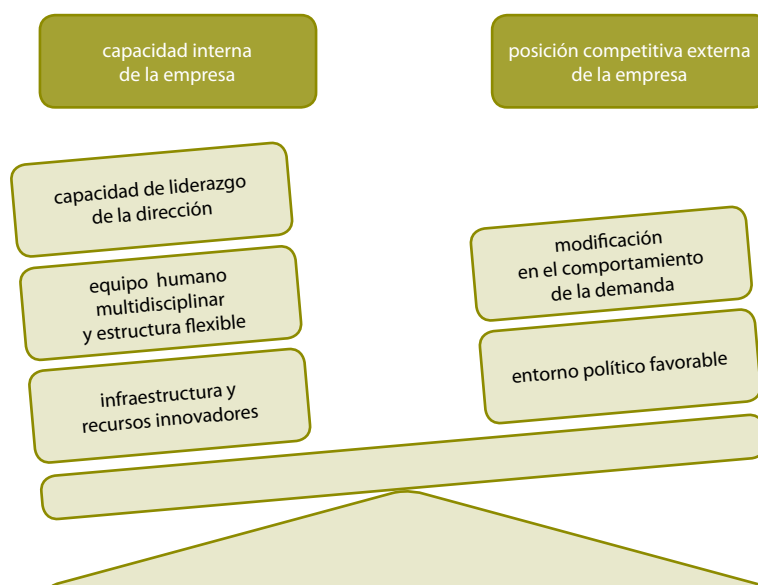 capacidad interna
de la empresa
posición competitiva externa
de la empresa
capacidad de liderazgo
de la dirección
equipo humano
multidisciplinar
y estructura flexible
infraestructura y
recursos innovadores
modificación
en el comportamiento
de la demanda
entorno político favorable